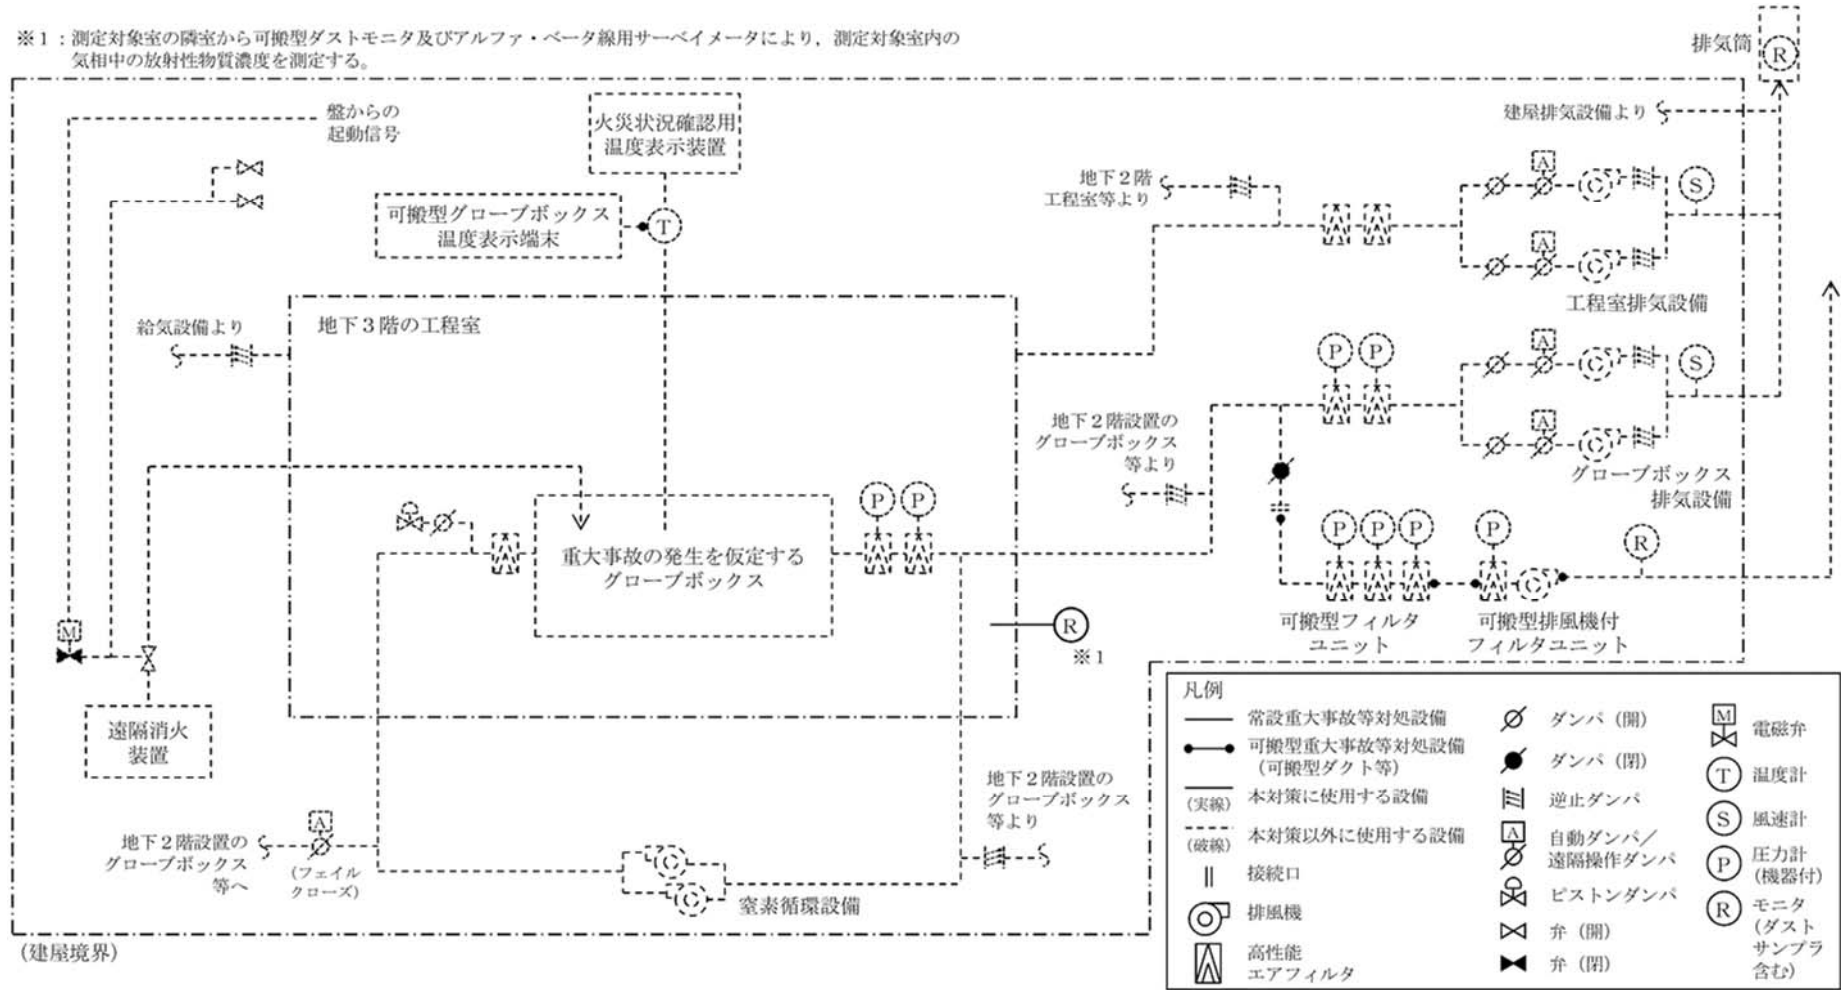 ※1：測定対象室の隣室から可搬型ダストモニタ及びアルファ・ベータ線用サーベイメータにより，測定対象室内の
気相中の放射性物質濃度を測定する。
排気筒
R
盤からの
起動信号
火災状況確認用
温度表示装置
建屋排気設備より
可搬型グローブボックス
温度表示端末
T
地下２階
工程室等より
A
S
A
工程室排気設備
給気設備より
地下３階の工程室
P
P
A
S
A
グローブボックス
排気設備
地下２階設置の
グローブボックス
等より
P
P
重大事故の発生を仮定する
グローブボックス
P
P
P
P
R
可搬型フィルタ
ユニット
可搬型排風機付
フィルタユニット
R
※1
M
遠隔消火
装置
地下２階設置の
グローブボックス
等へ
A
(フェイル
クローズ)
窒素循環設備
地下２階設置の
グローブボックス
等より
(建屋境界)
凡例
常設重大事故等対処設備
可搬型重大事故等対処設備
(可搬型ダクト等)
(実線)
本対策に使用する設備
(破線)
本対策以外に使用する設備
接続口
排風機
高性能
エアフィルタ
ダンパ（開）
ダンパ（閉）
逆止ダンパ
A
自動ダンパ／
遠隔操作ダンパ
ピストンダンパ
弁（開）
弁（閉）
M
電磁弁
T
温度計
S
風速計
P
圧力計
(機器付)
R
モニタ
(ダスト
サンプラ
含む)